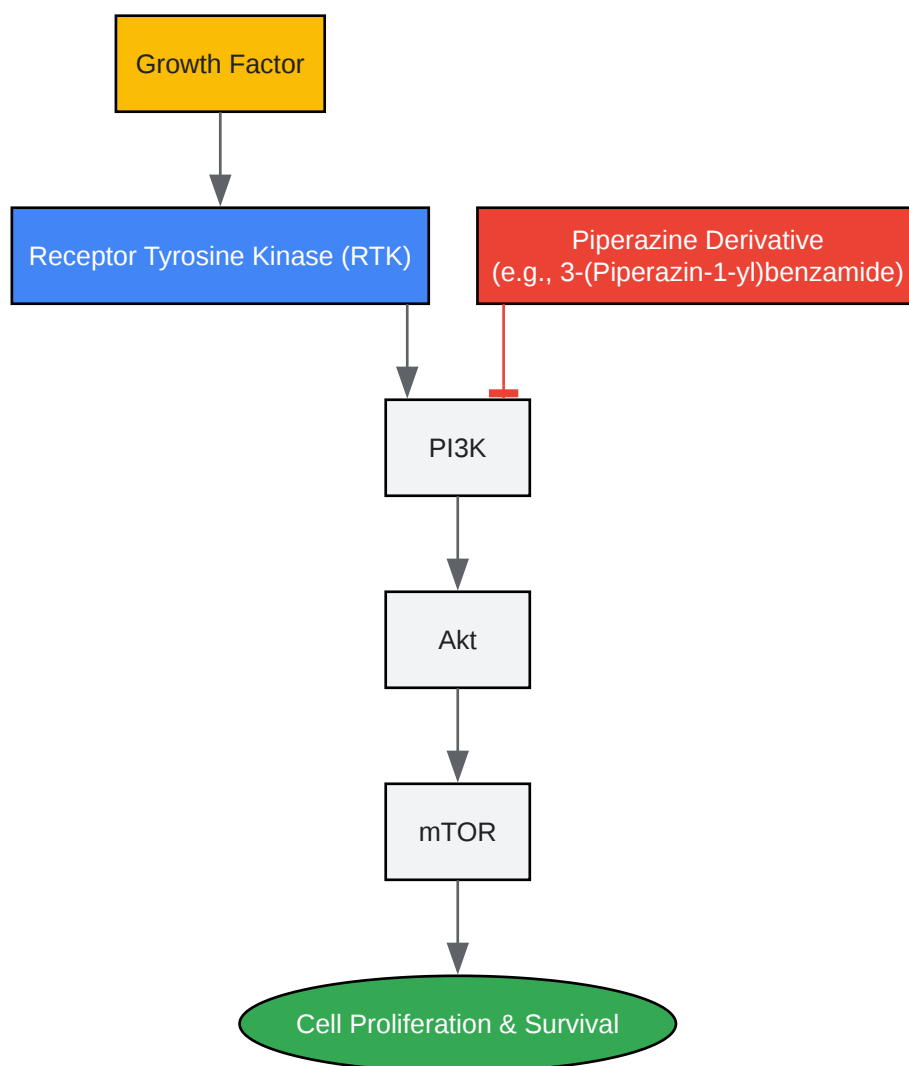 Growth Factor
Receptor Tyrosine Kinase (RTK)
Piperazine Derivative
(e.g., 3-(Piperazin-1-yl)benzamide)
PI3K
Akt
mTOR
Cell Proliferation & Survival